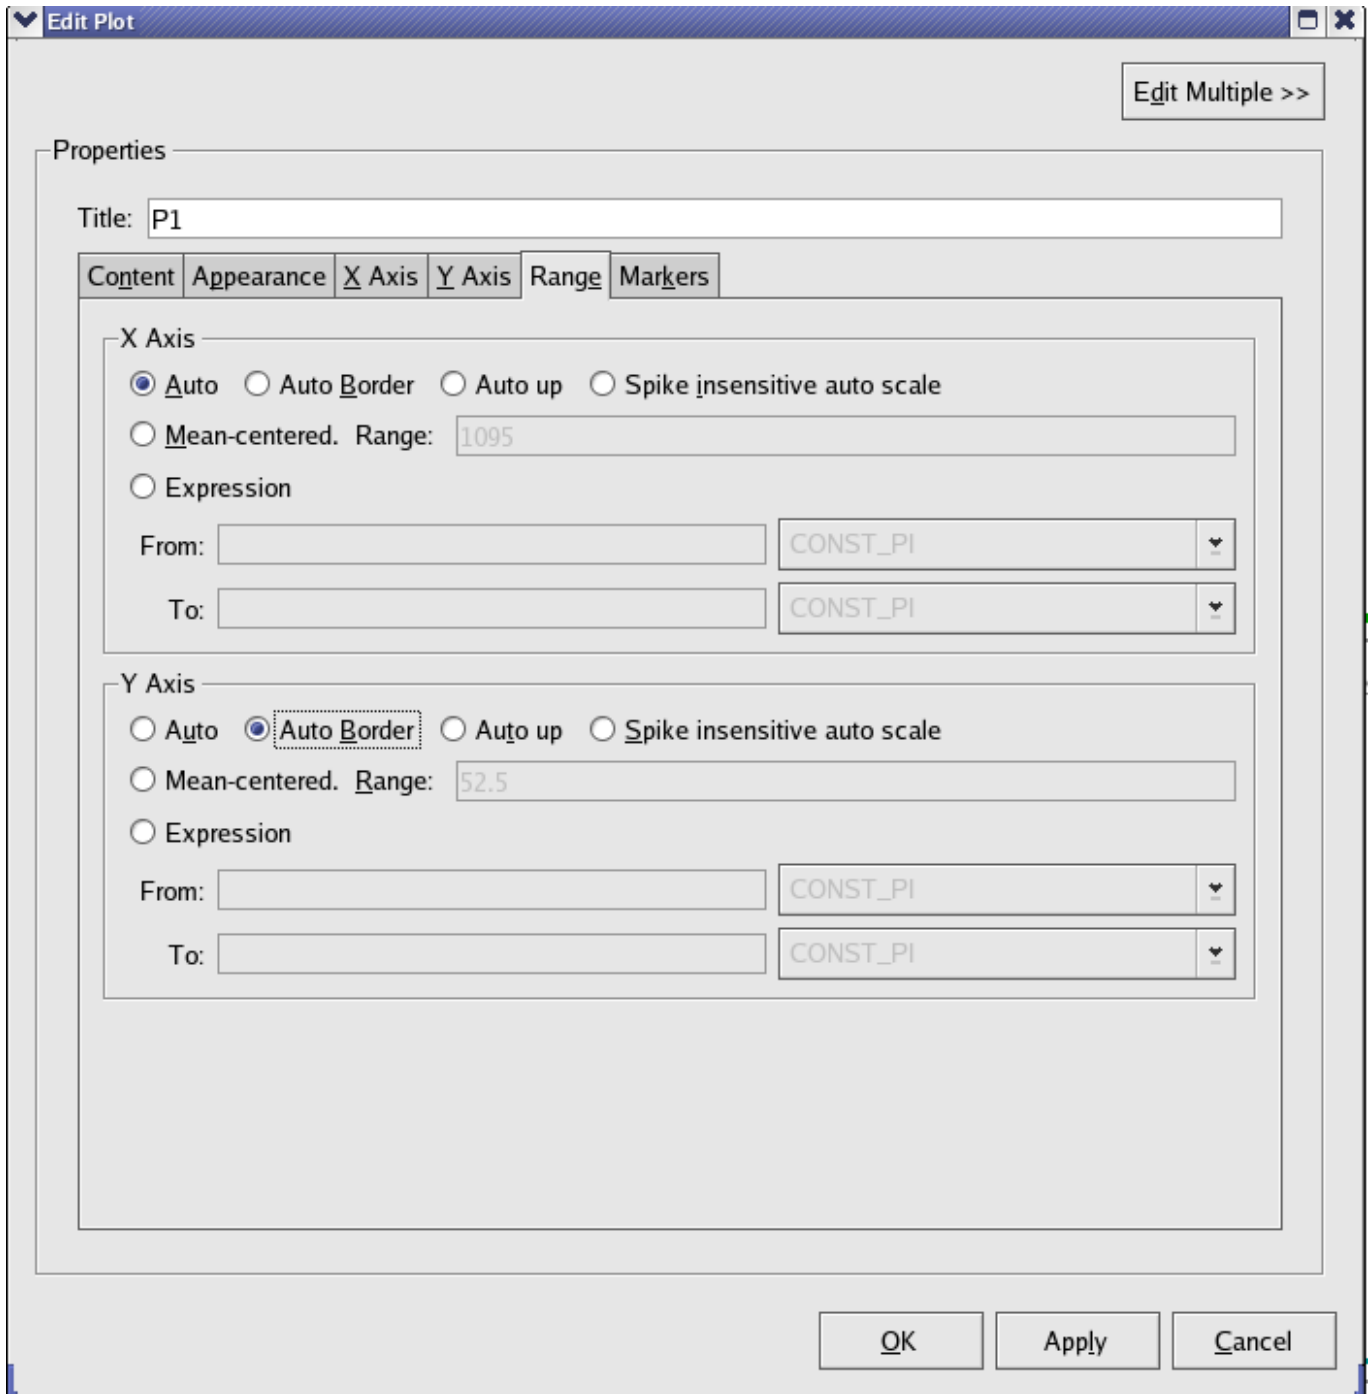 Edit Plot
Edit Multiple >>
Properties
Title: P1
Content Appearance X Axis Y Axis Range Markers
X Axis
Auto Auto Border Auto up Spike insensitive auto scale
Mean-centered. Range: 1095
Expression
From: CONST_PI
To: CONST_PI
Y Axis
Auto Auto Border Auto up Spike insensitive auto scale
Mean-centered. Range: 52.5
Expression
From: CONST_PI
To: CONST_PI
OK Apply Cancel